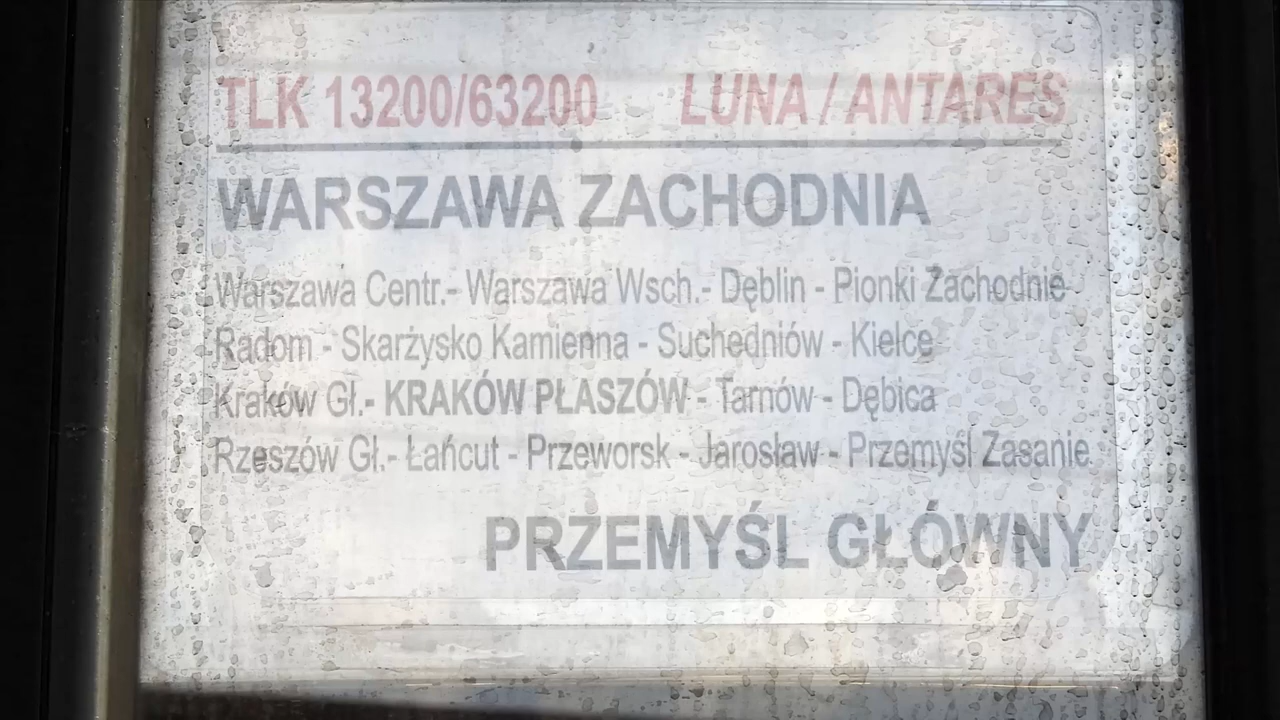 TLK 13200/63200 LUNA / ANTARES
WARSZAWA ZACHODNIA
Warszawa Centr.- Warszawa Wsch.- Dęblin - Pionki Zachodnie
Radom - Skarżysko Kamienna - Suchedniów - Kielce
Kraków Gł.- KRAKÓW PŁASZÓW - Tarnów - Dębica
Rzeszów Gł.- Łańcut - Przeworsk - Jarosław - Przemyśl Zasanie
PRZEMYŚL GŁÓWNY